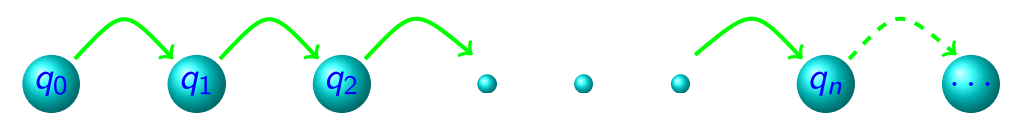 q₀ q₁ q₂ qₙ ···